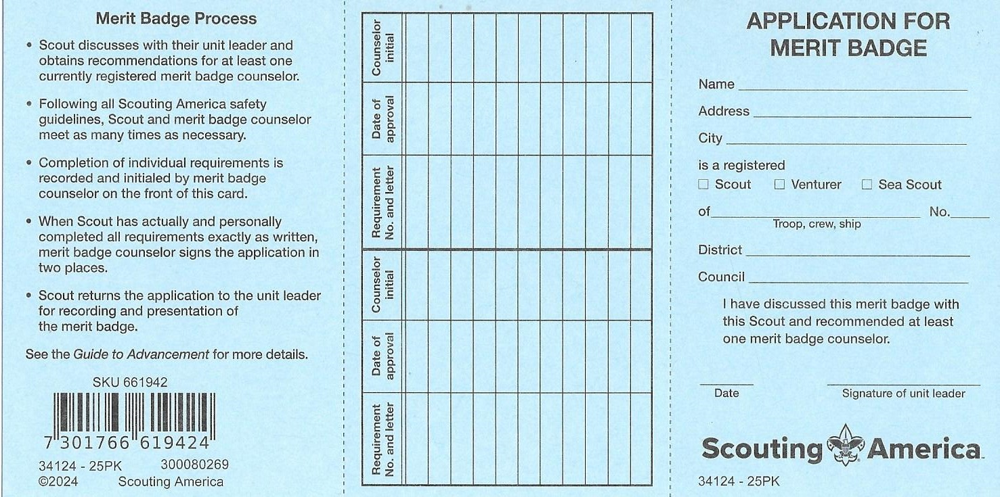 Merit Badge Process
• Scout discusses with their unit leader and
obtains recommendations for at least one
currently registered merit badge counselor.
• Following all Scouting America safety
guidelines, Scout and merit badge counselor
meet as many times as necessary.
• Completion of individual requirements is
recorded and initialed by merit badge
counselor on the front of this card.
• When Scout has actually and personally
completed all requirements exactly as written,
merit badge counselor signs the application in
two places.
• Scout returns the application to the unit leader
for recording and presentation of
the merit badge.
See the Guide to Advancement for more details.
SKU 661942
7 301766 619424
34124 - 25PK 300080269
©2024 Scouting America
Counselor
initial
Date of
approval
Requirement
No. and letter
Counselor
initial
Date of
approval
Requirement
No. and letter
APPLICATION FOR
MERIT BADGE
Name
Address
City
is a registered
☐ Scout ☐ Venturer ☐ Sea Scout
of No.
Troop, crew, ship
District
Council
I have discussed this merit badge with
this Scout and recommended at least
one merit badge counselor.
Date Signature of unit leader
Scouting America
34124 - 25PK